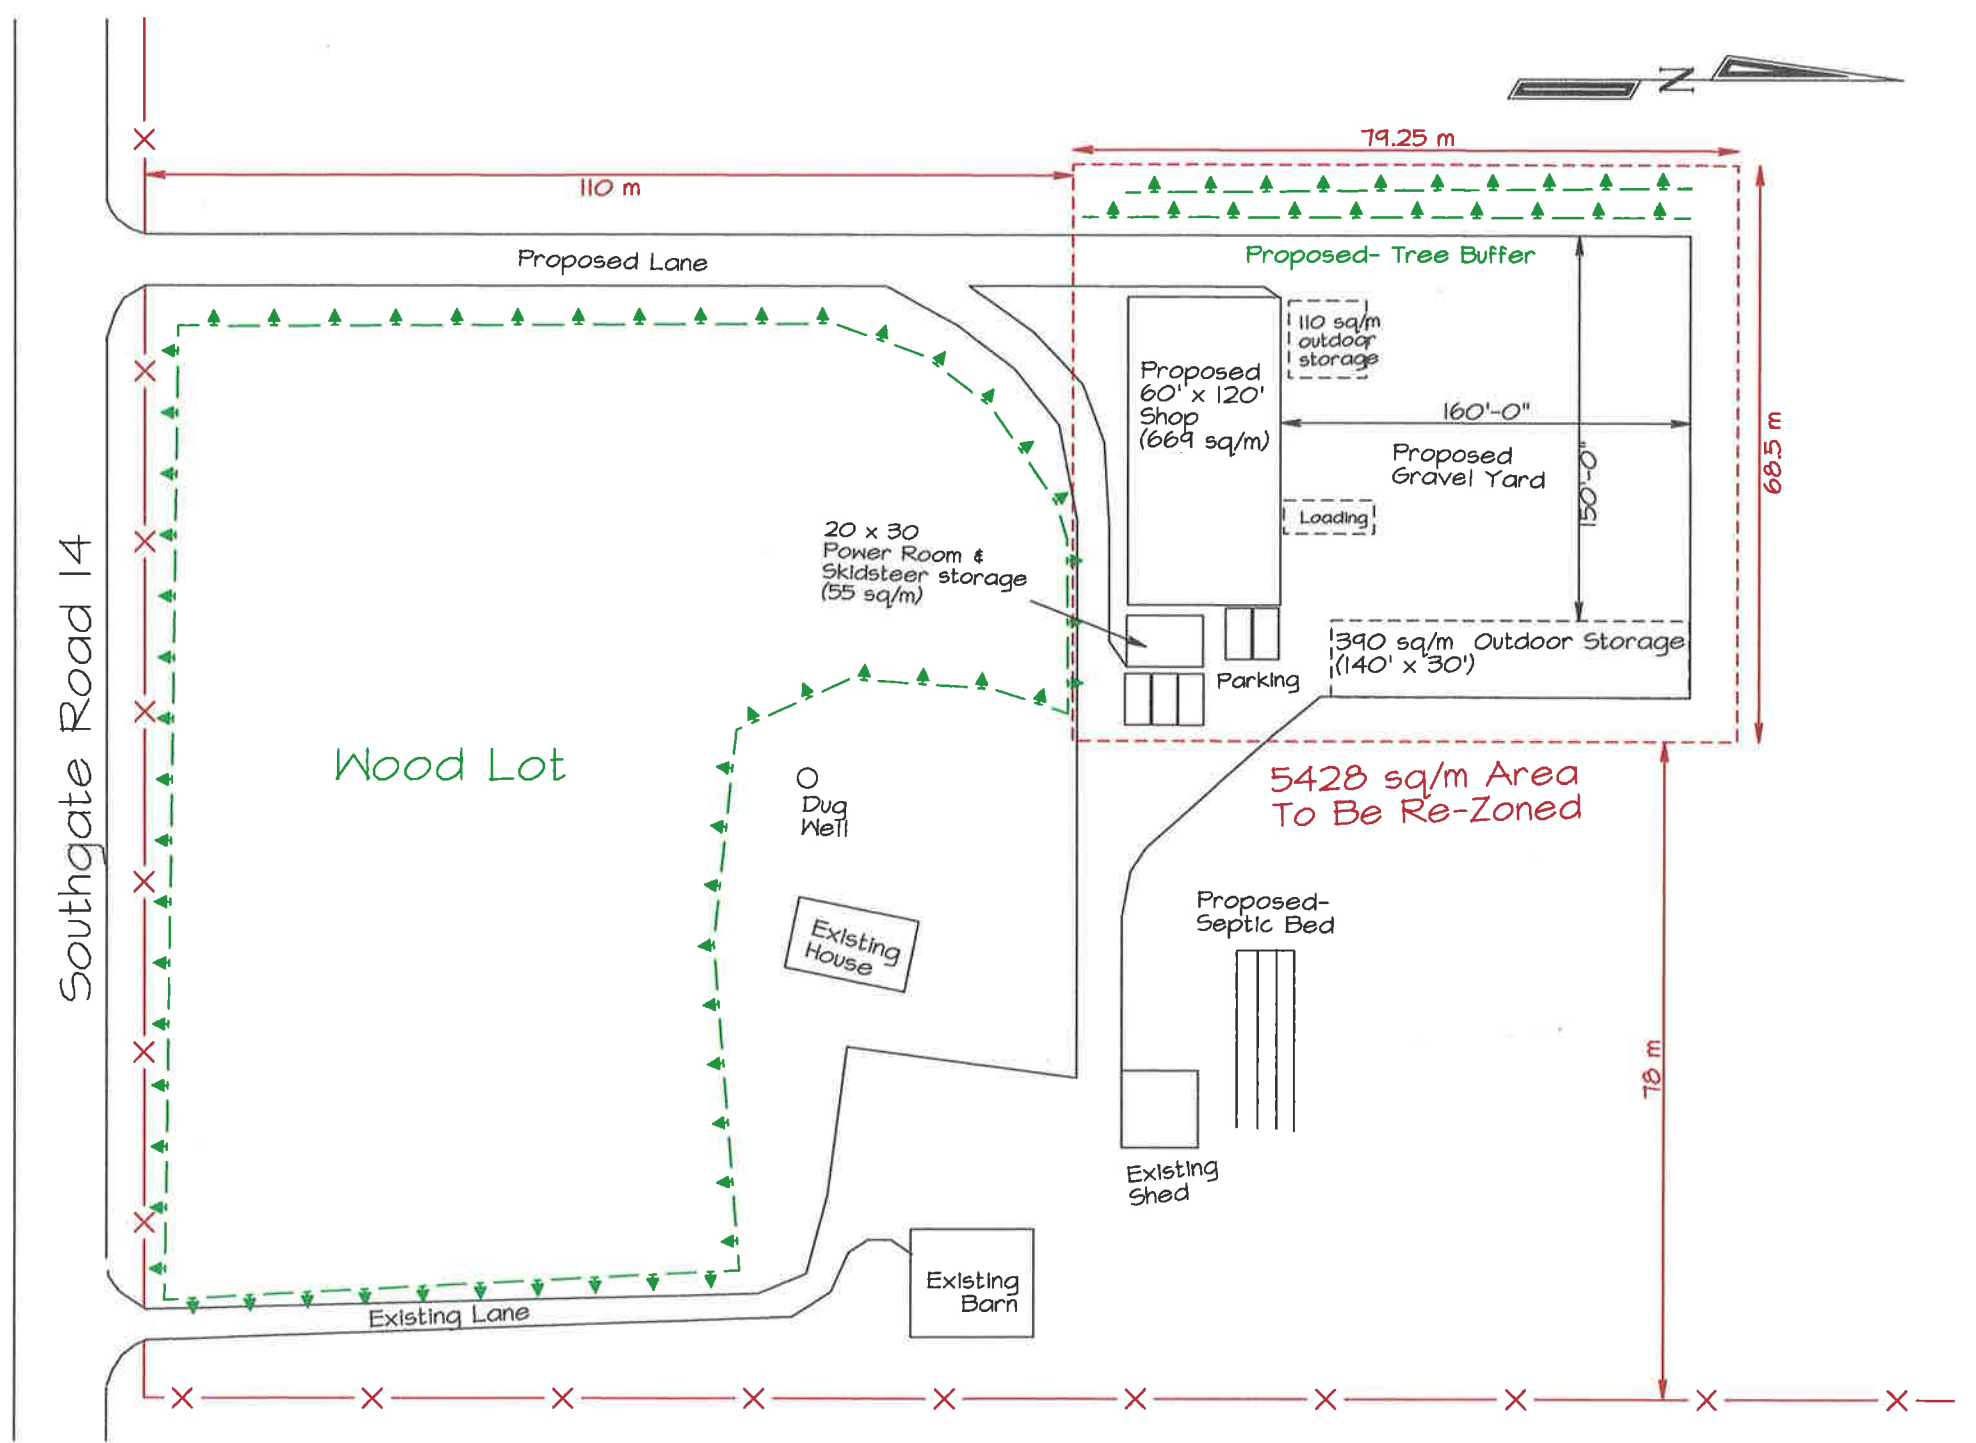 N
79.25 m
110 m
Proposed Lane
Proposed- Tree Buffer
110 sq/m
outdoor
storage
Proposed
60' x 120'
Shop
(669 sq/m)
160'-0"
Proposed
Gravel Yard
150'-0"
68.5 m
Loading
20 x 30
Power Room &
Skidsteer storage
(55 sq/m)
390 sq/m Outdoor Storage
(140' x 30')
Parking
Southgate Road 14
Wood Lot
Dug
Well
5428 sq/m Area
To Be Re-Zoned
Existing
House
Proposed-
Septic Bed
78 m
Existing
Shed
Existing
Barn
Existing Lane